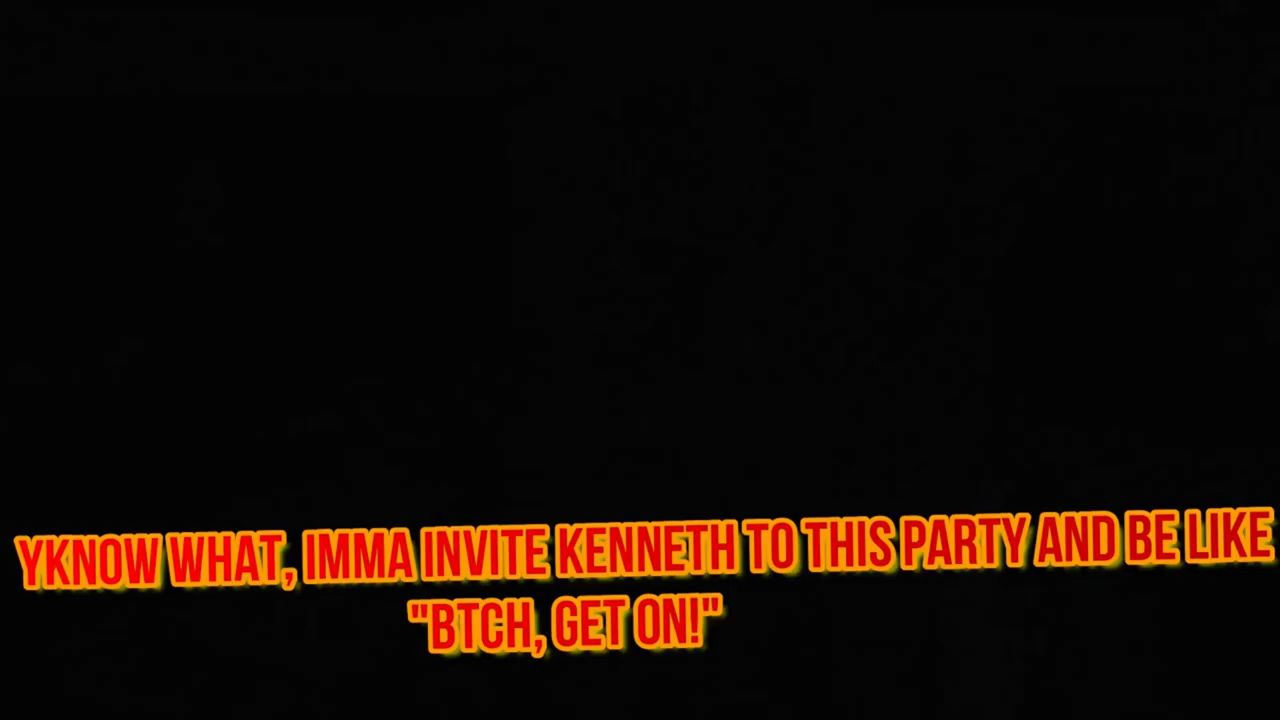 YKNOW WHAT, IMMA INVITE KENNETH TO THIS PARTY AND BE LIKE
"BTCH, GET ON!"